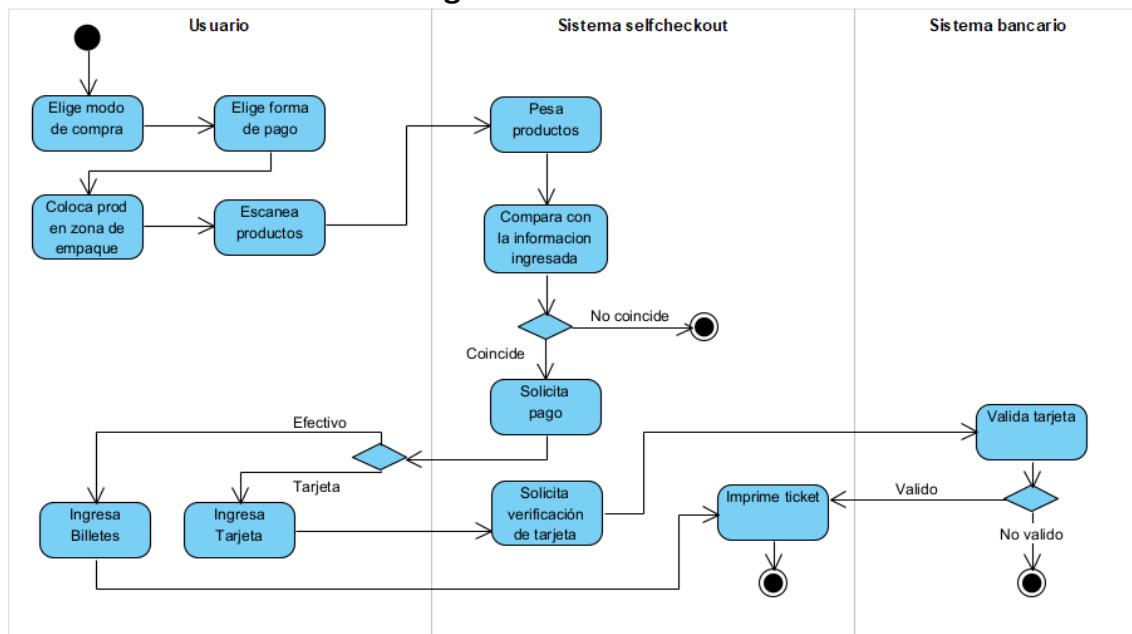 Usuario
Sistema selfcheckout
Sistema bancario
Elige modo
de compra
Elige forma
de pago
Pesa
productos
Coloca prod
en zona de
empaque
Escanea
productos
Compara con
la informacion
ingresada
No coincide
Coincide
Solicita
pago
Efectivo
Tarjeta
Valida tarjeta
Ingresa
Billetes
Ingresa
Tarjeta
Solicita
verificación
de tarjeta
Imprime ticket
Valido
No valido